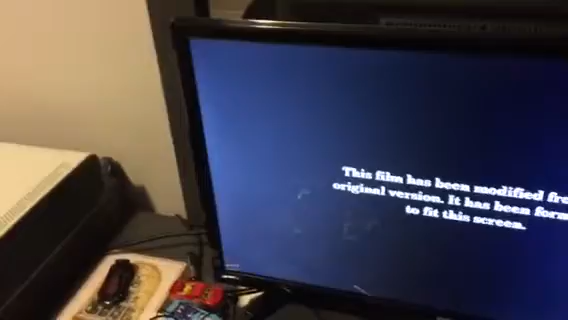 This film has been modified
original version. It has been
to fit this screen.